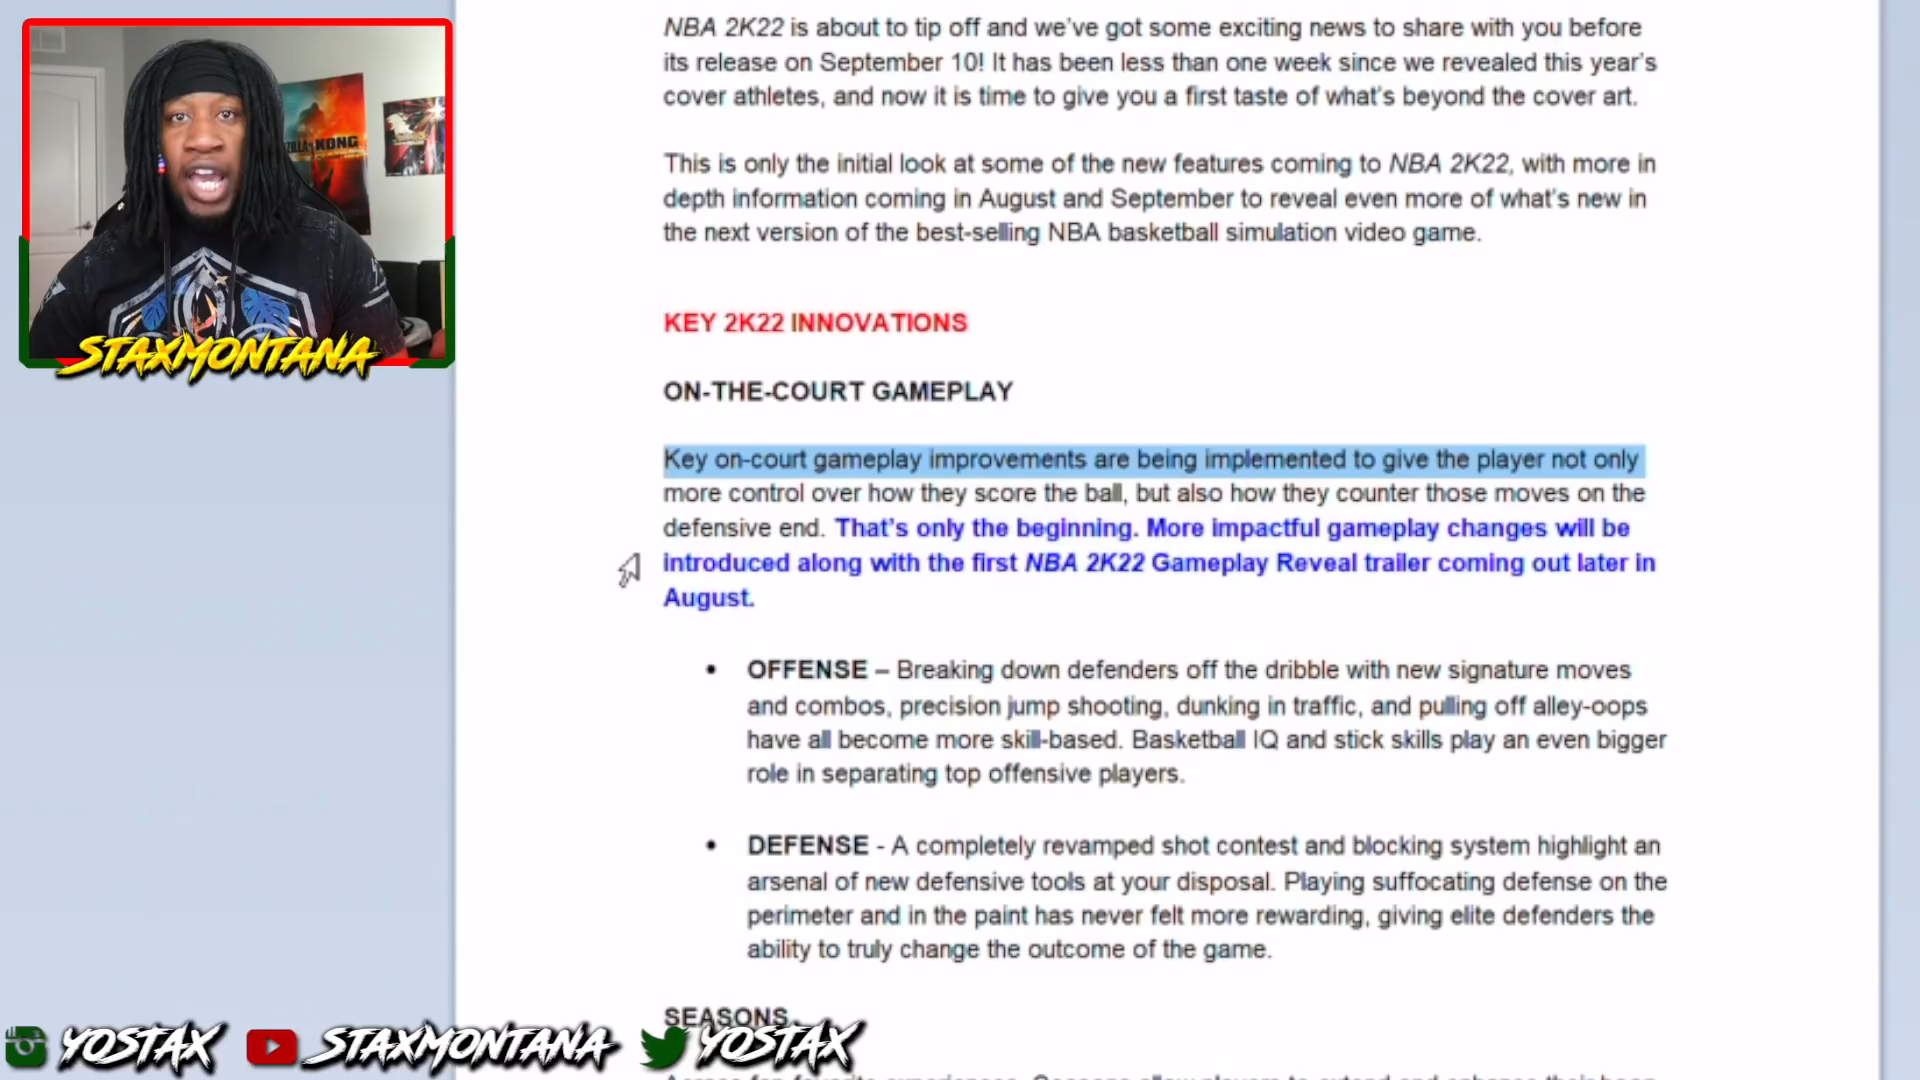 NBA 2K22 is about to tip off and we've got some exciting news to share with you before
its release on September 10! It has been less than one week since we revealed this year's
cover athletes, and now it is time to give you a first taste of what's beyond the cover art.
This is only the initial look at some of the new features coming to NBA 2K22, with more in
depth information coming in August and September to reveal even more of what's new in
the next version of the best-selling NBA basketball simulation video game.
KONG
STAXMONTANA
KEY 2K22 INNOVATIONS
ON-THE-COURT GAMEPLAY
Key on-court gameplay improvements are being implemented to give the player not only
more control over how they score the ball, but also how they counter those moves on the
defensive end. That's only the beginning. More impactful gameplay changes will be
introduced along with the first NBA 2K22 Gameplay Reveal trailer coming out later in
August.
• OFFENSE – Breaking down defenders off the dribble with new signature moves
and combos, precision jump shooting, dunking in traffic, and pulling off alley-oops
have all become more skill-based. Basketball IQ and stick skills play an even bigger
role in separating top offensive players.
• DEFENSE - A completely revamped shot contest and blocking system highlight an
arsenal of new defensive tools at your disposal. Playing suffocating defense on the
perimeter and in the paint has never felt more rewarding, giving elite defenders the
ability to truly change the outcome of the game.
SEASONS
YOSTAX STAXMONTANA YOSTAX